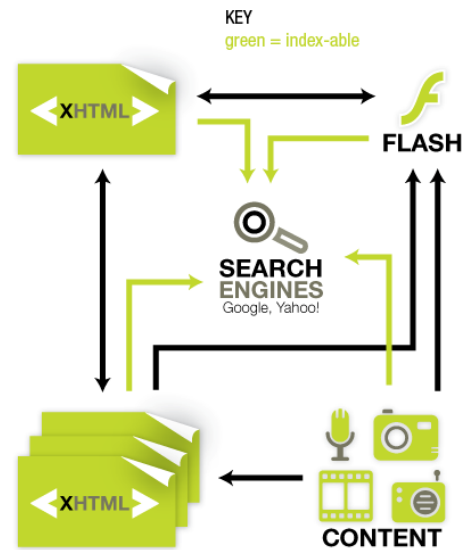 KEY
green = index-able
<XHTML>
FLASH
SEARCH
ENGINES
Google, Yahoo!
<XHTML>
CONTENT